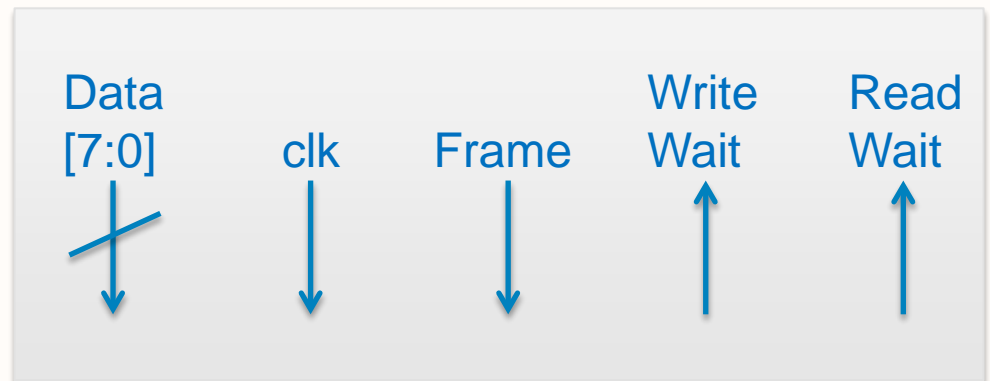 Data
[7:0]
clk
Frame
Write
Wait
Read
Wait